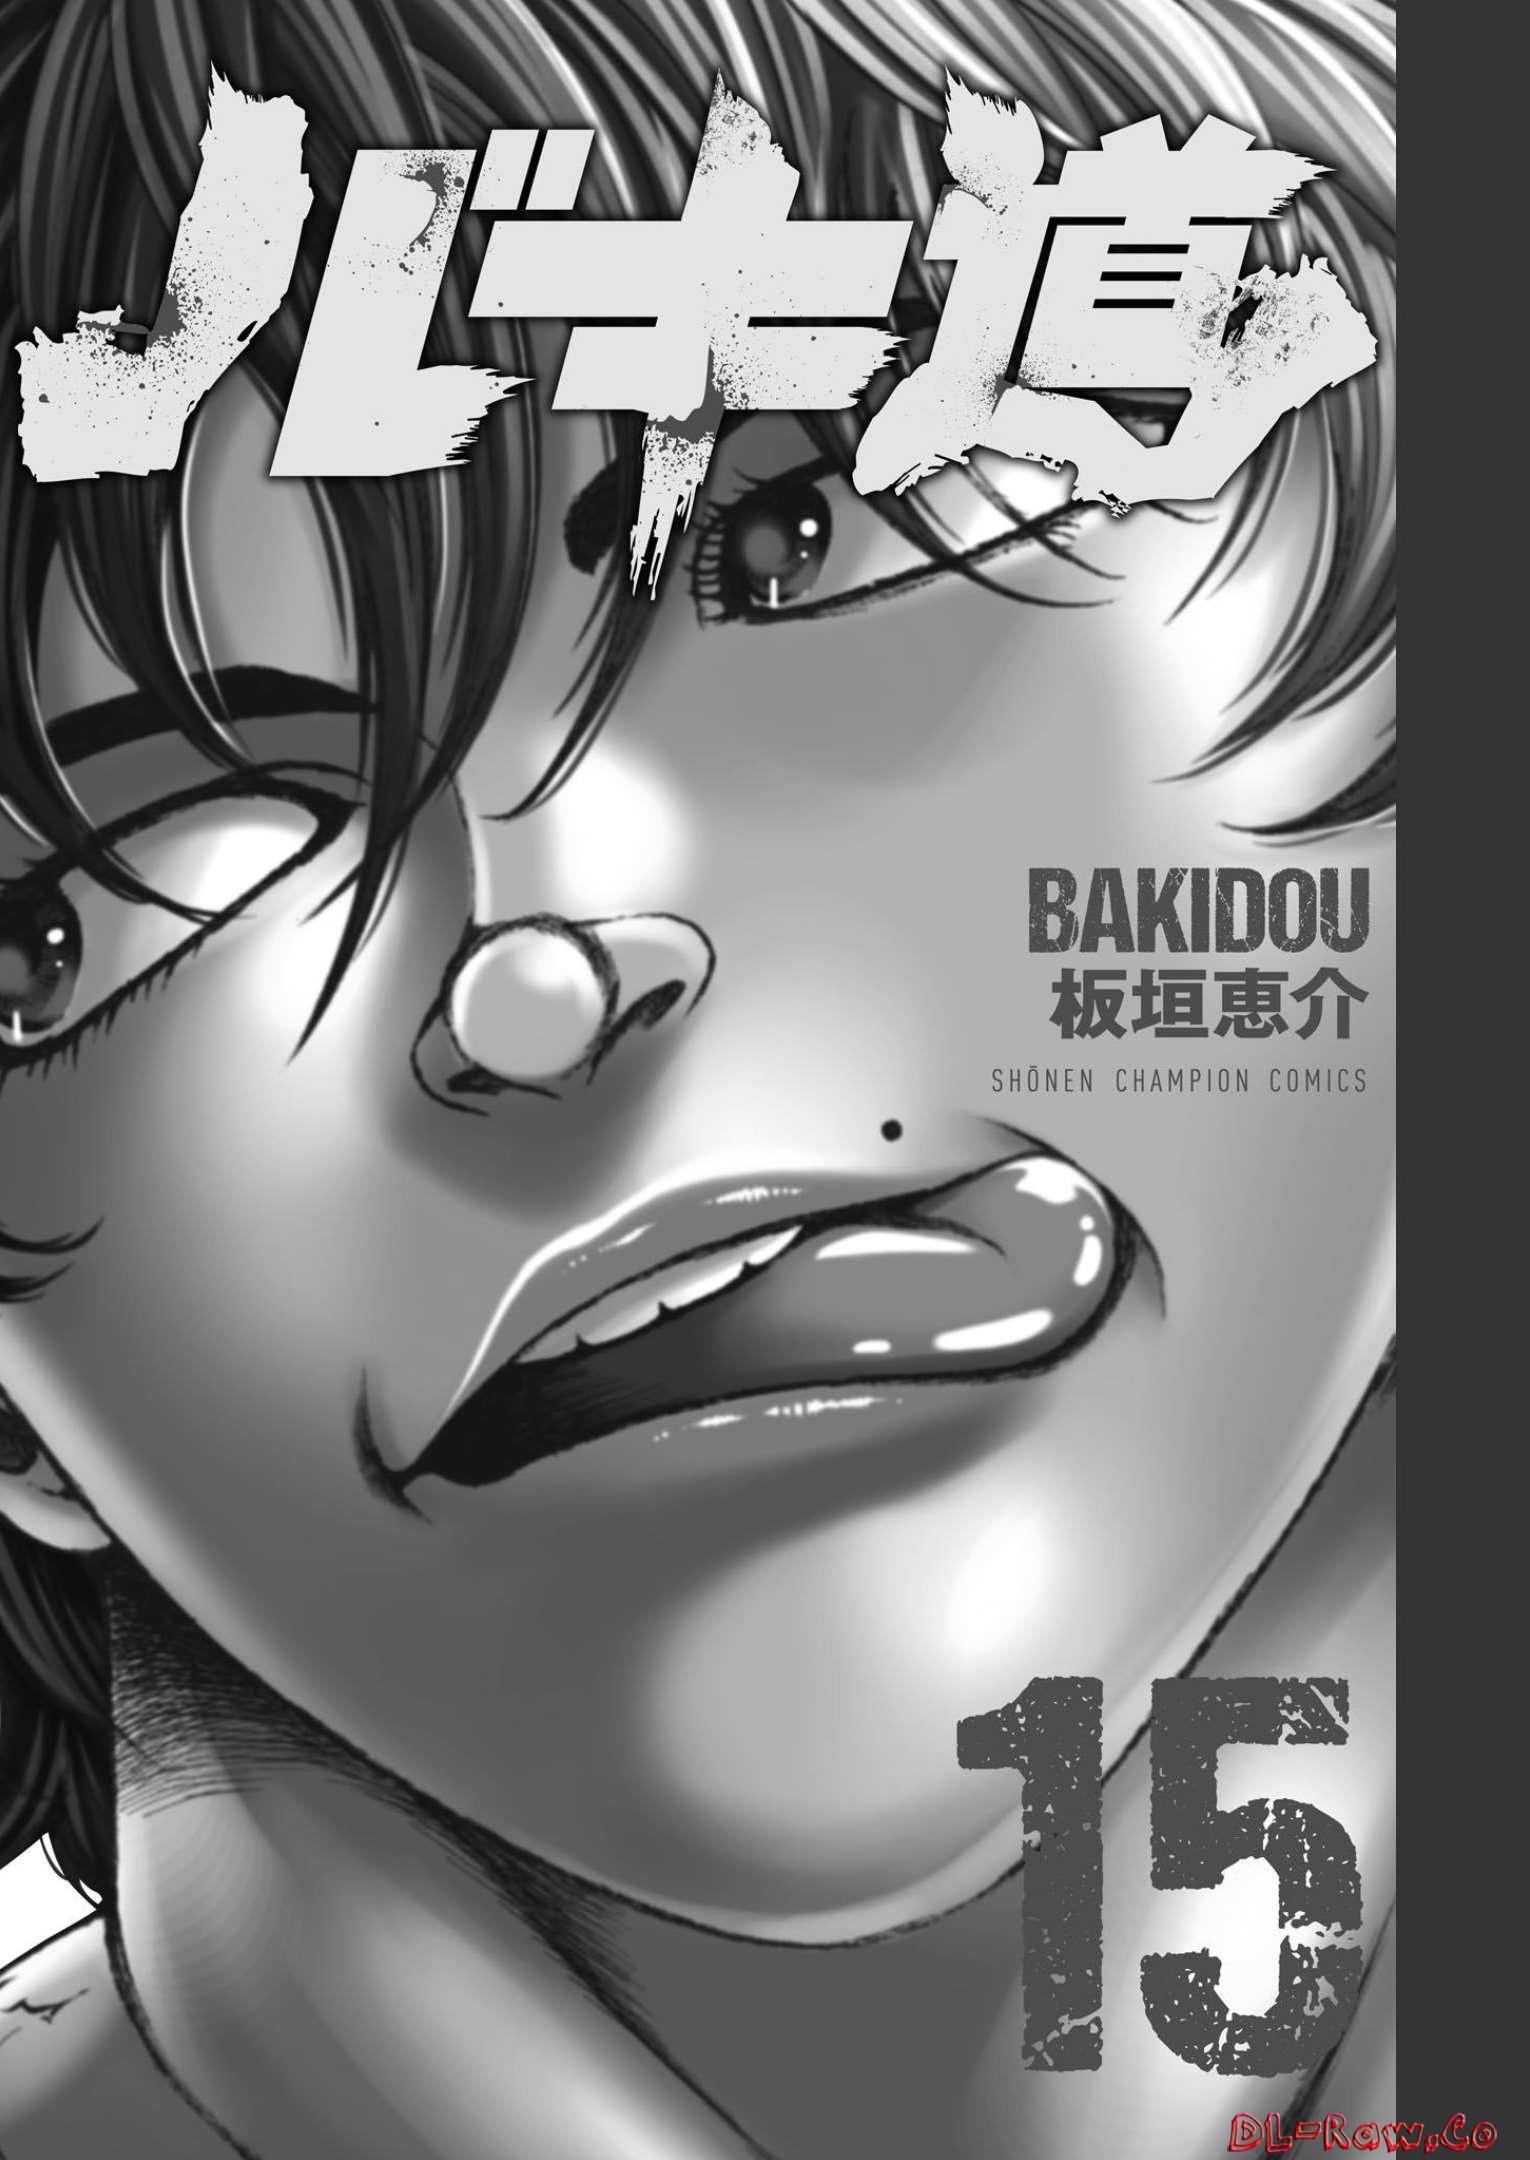 バキ道
BAKIDOU
板垣恵介
SHŌNEN CHAMPION COMICS
15
DL-Raw.Co